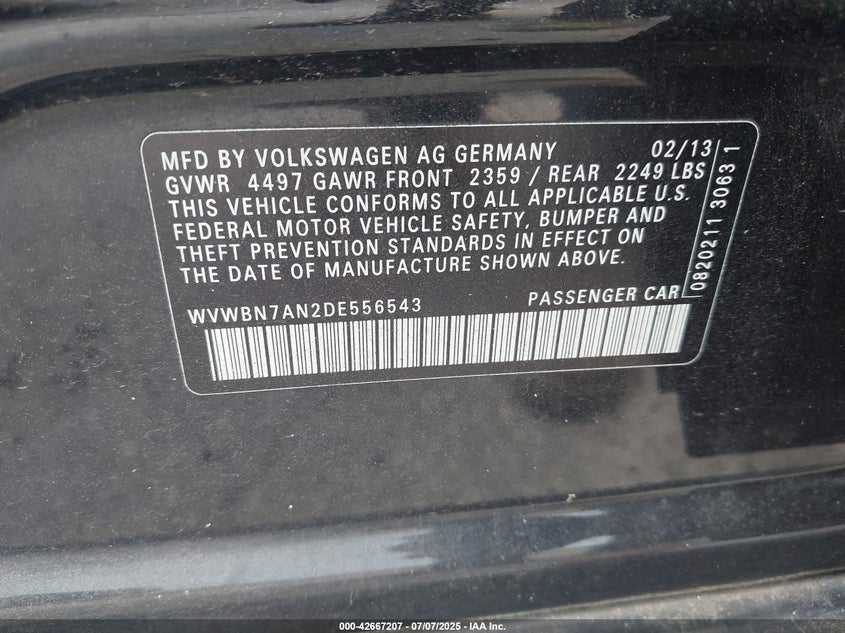 MFD BY VOLKSWAGEN AG GERMANY 02/13
GVWR 4497 GAWR FRONT 2359 / REAR 2249 LBS
THIS VEHICLE CONFORMS TO ALL APPLICABLE U.S.
FEDERAL MOTOR VEHICLE SAFETY, BUMPER AND
THEFT PREVENTION STANDARDS IN EFFECT ON
THE DATE OF MANUFACTURE SHOWN ABOVE.
WVWBN7AN2DE556543 PASSENGER CAR
0820211 30631
000-42667207 - 07/07/2025 - IAA Inc.